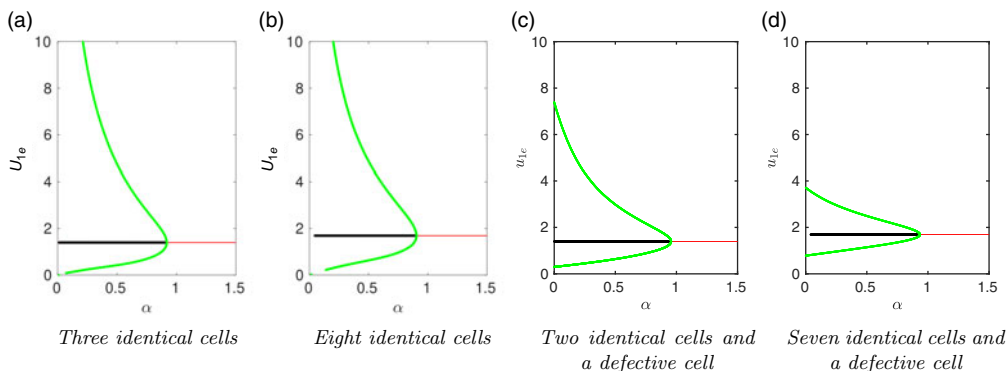 (a)
(b)
(c)
(d)
10
8
6
4
2
0
U1e
0
0.5
1
1.5
α
10
8
6
4
2
0
U1e
0
0.5
1
1.5
α
10
8
6
4
2
0
u1e
0
0.5
1
1.5
α
10
8
6
4
2
0
u1e
0
0.5
1
1.5
α
Three identical cells
Eight identical cells
Two identical cells and
a defective cell
Seven identical cells and
a defective cell